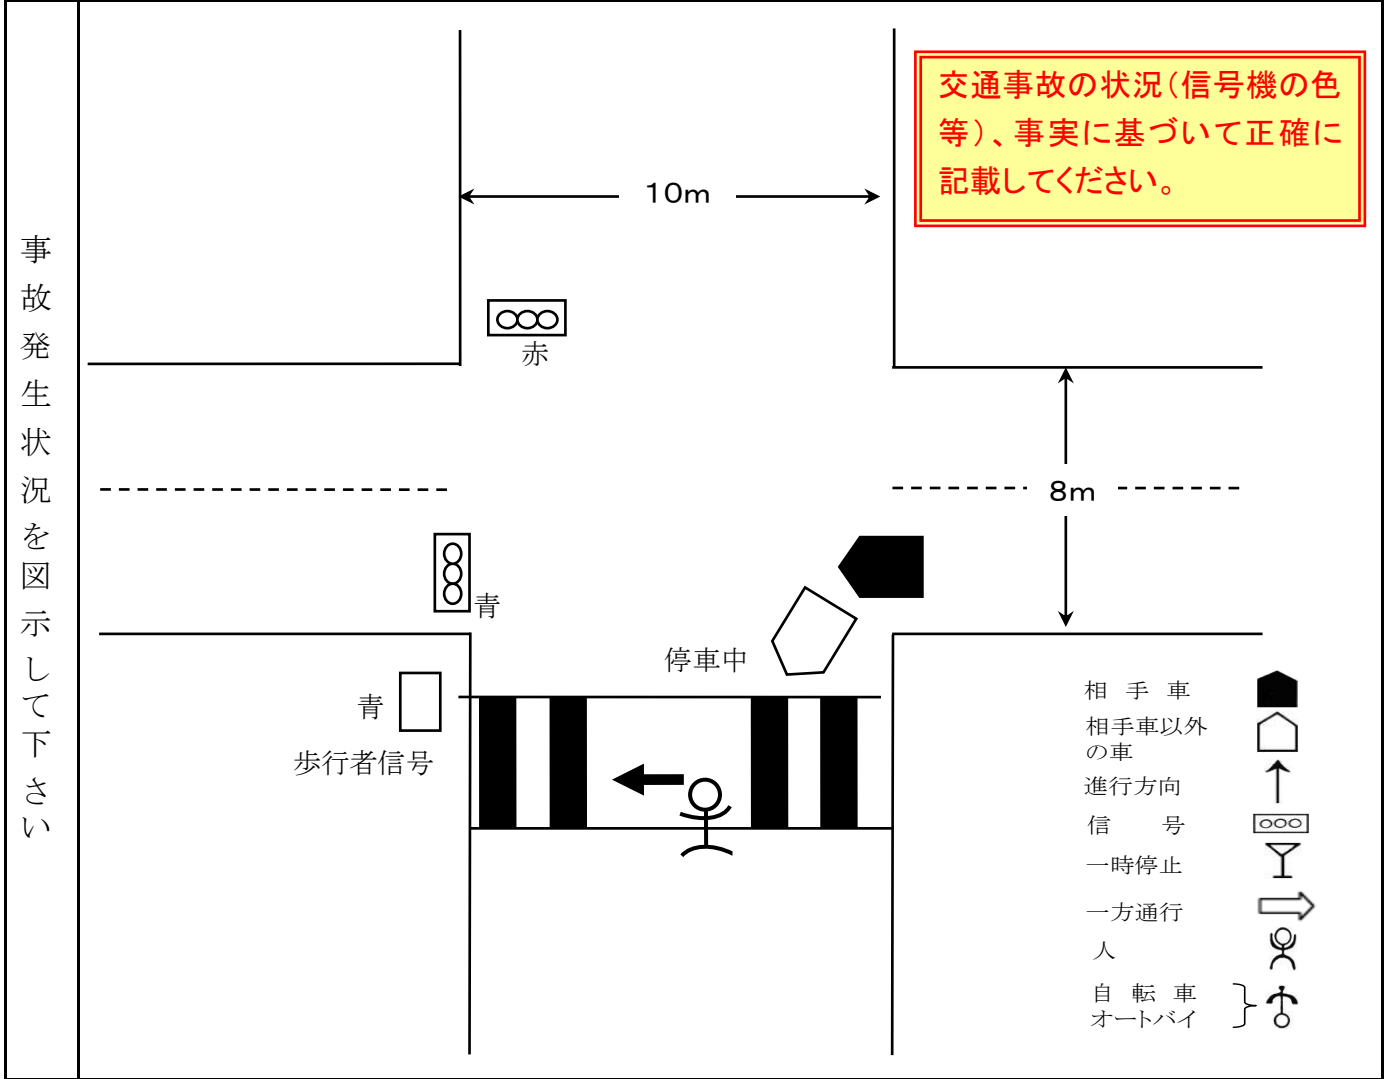 事故発生状況を図示して下さい
交通事故の状況（信号機の色
等）、事実に基づいて正確に
記載してください。
10m
赤
8m
青
停車中
青
歩行者信号
相手車
相手車以外
の車
進行方向
信号
一時停止
一方通行
人
自転車
オートバイ